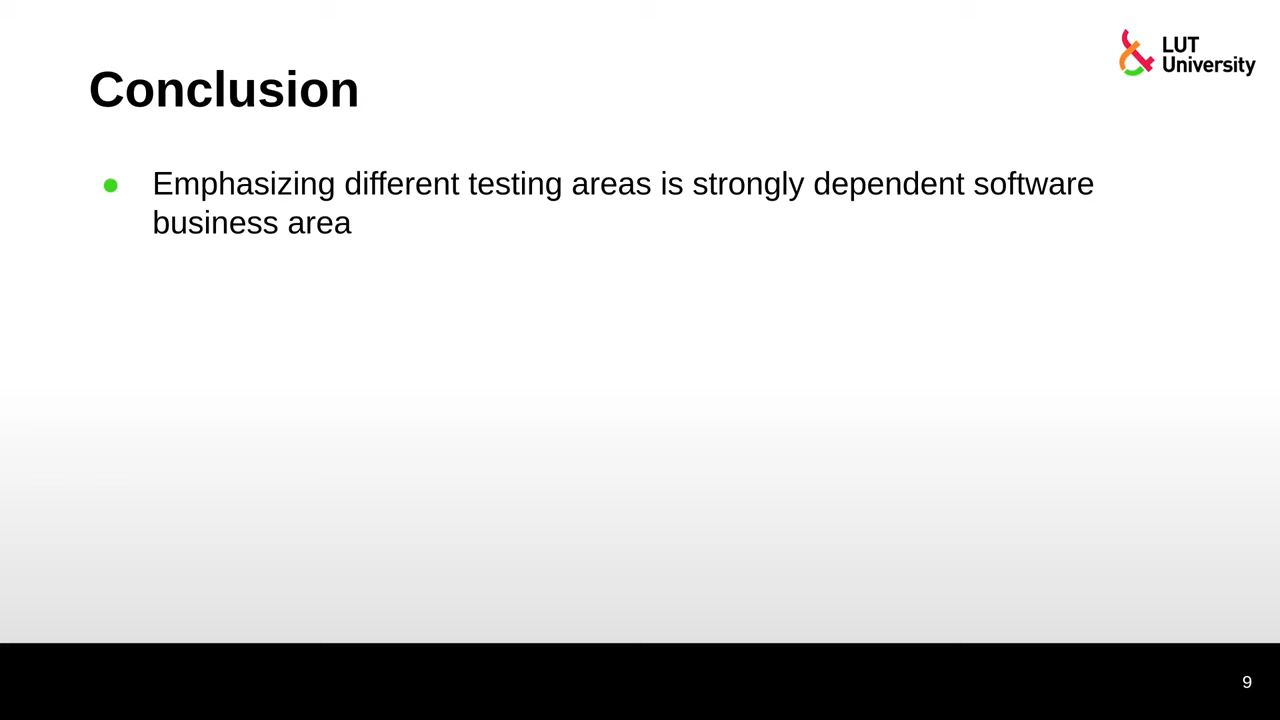 LUT
University
Conclusion
● Emphasizing different testing areas is strongly dependent software
business area
9